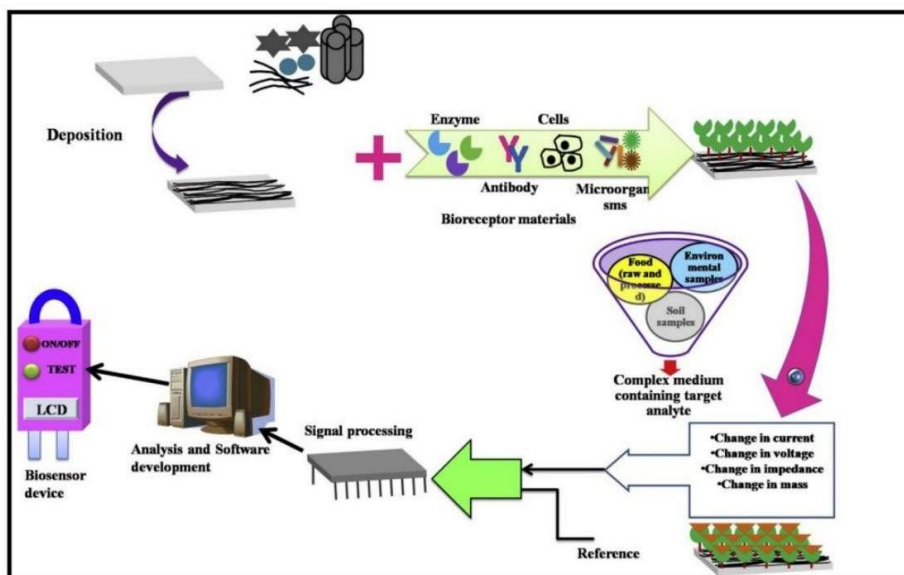 Deposition
Enzyme
Cells
Antibody
Microorgan
sms
Bioreceptor materials
Food
(raw and
processe
d)
Environ
mental
samples
Soil
samples
Complex medium
containing target
analyte
•Change in current
•Change in voltage
•Change in impedance
•Change in mass
Reference
Signal processing
Analysis and Software
development
ON/OFF
TEST
LCD
Biosensor
device